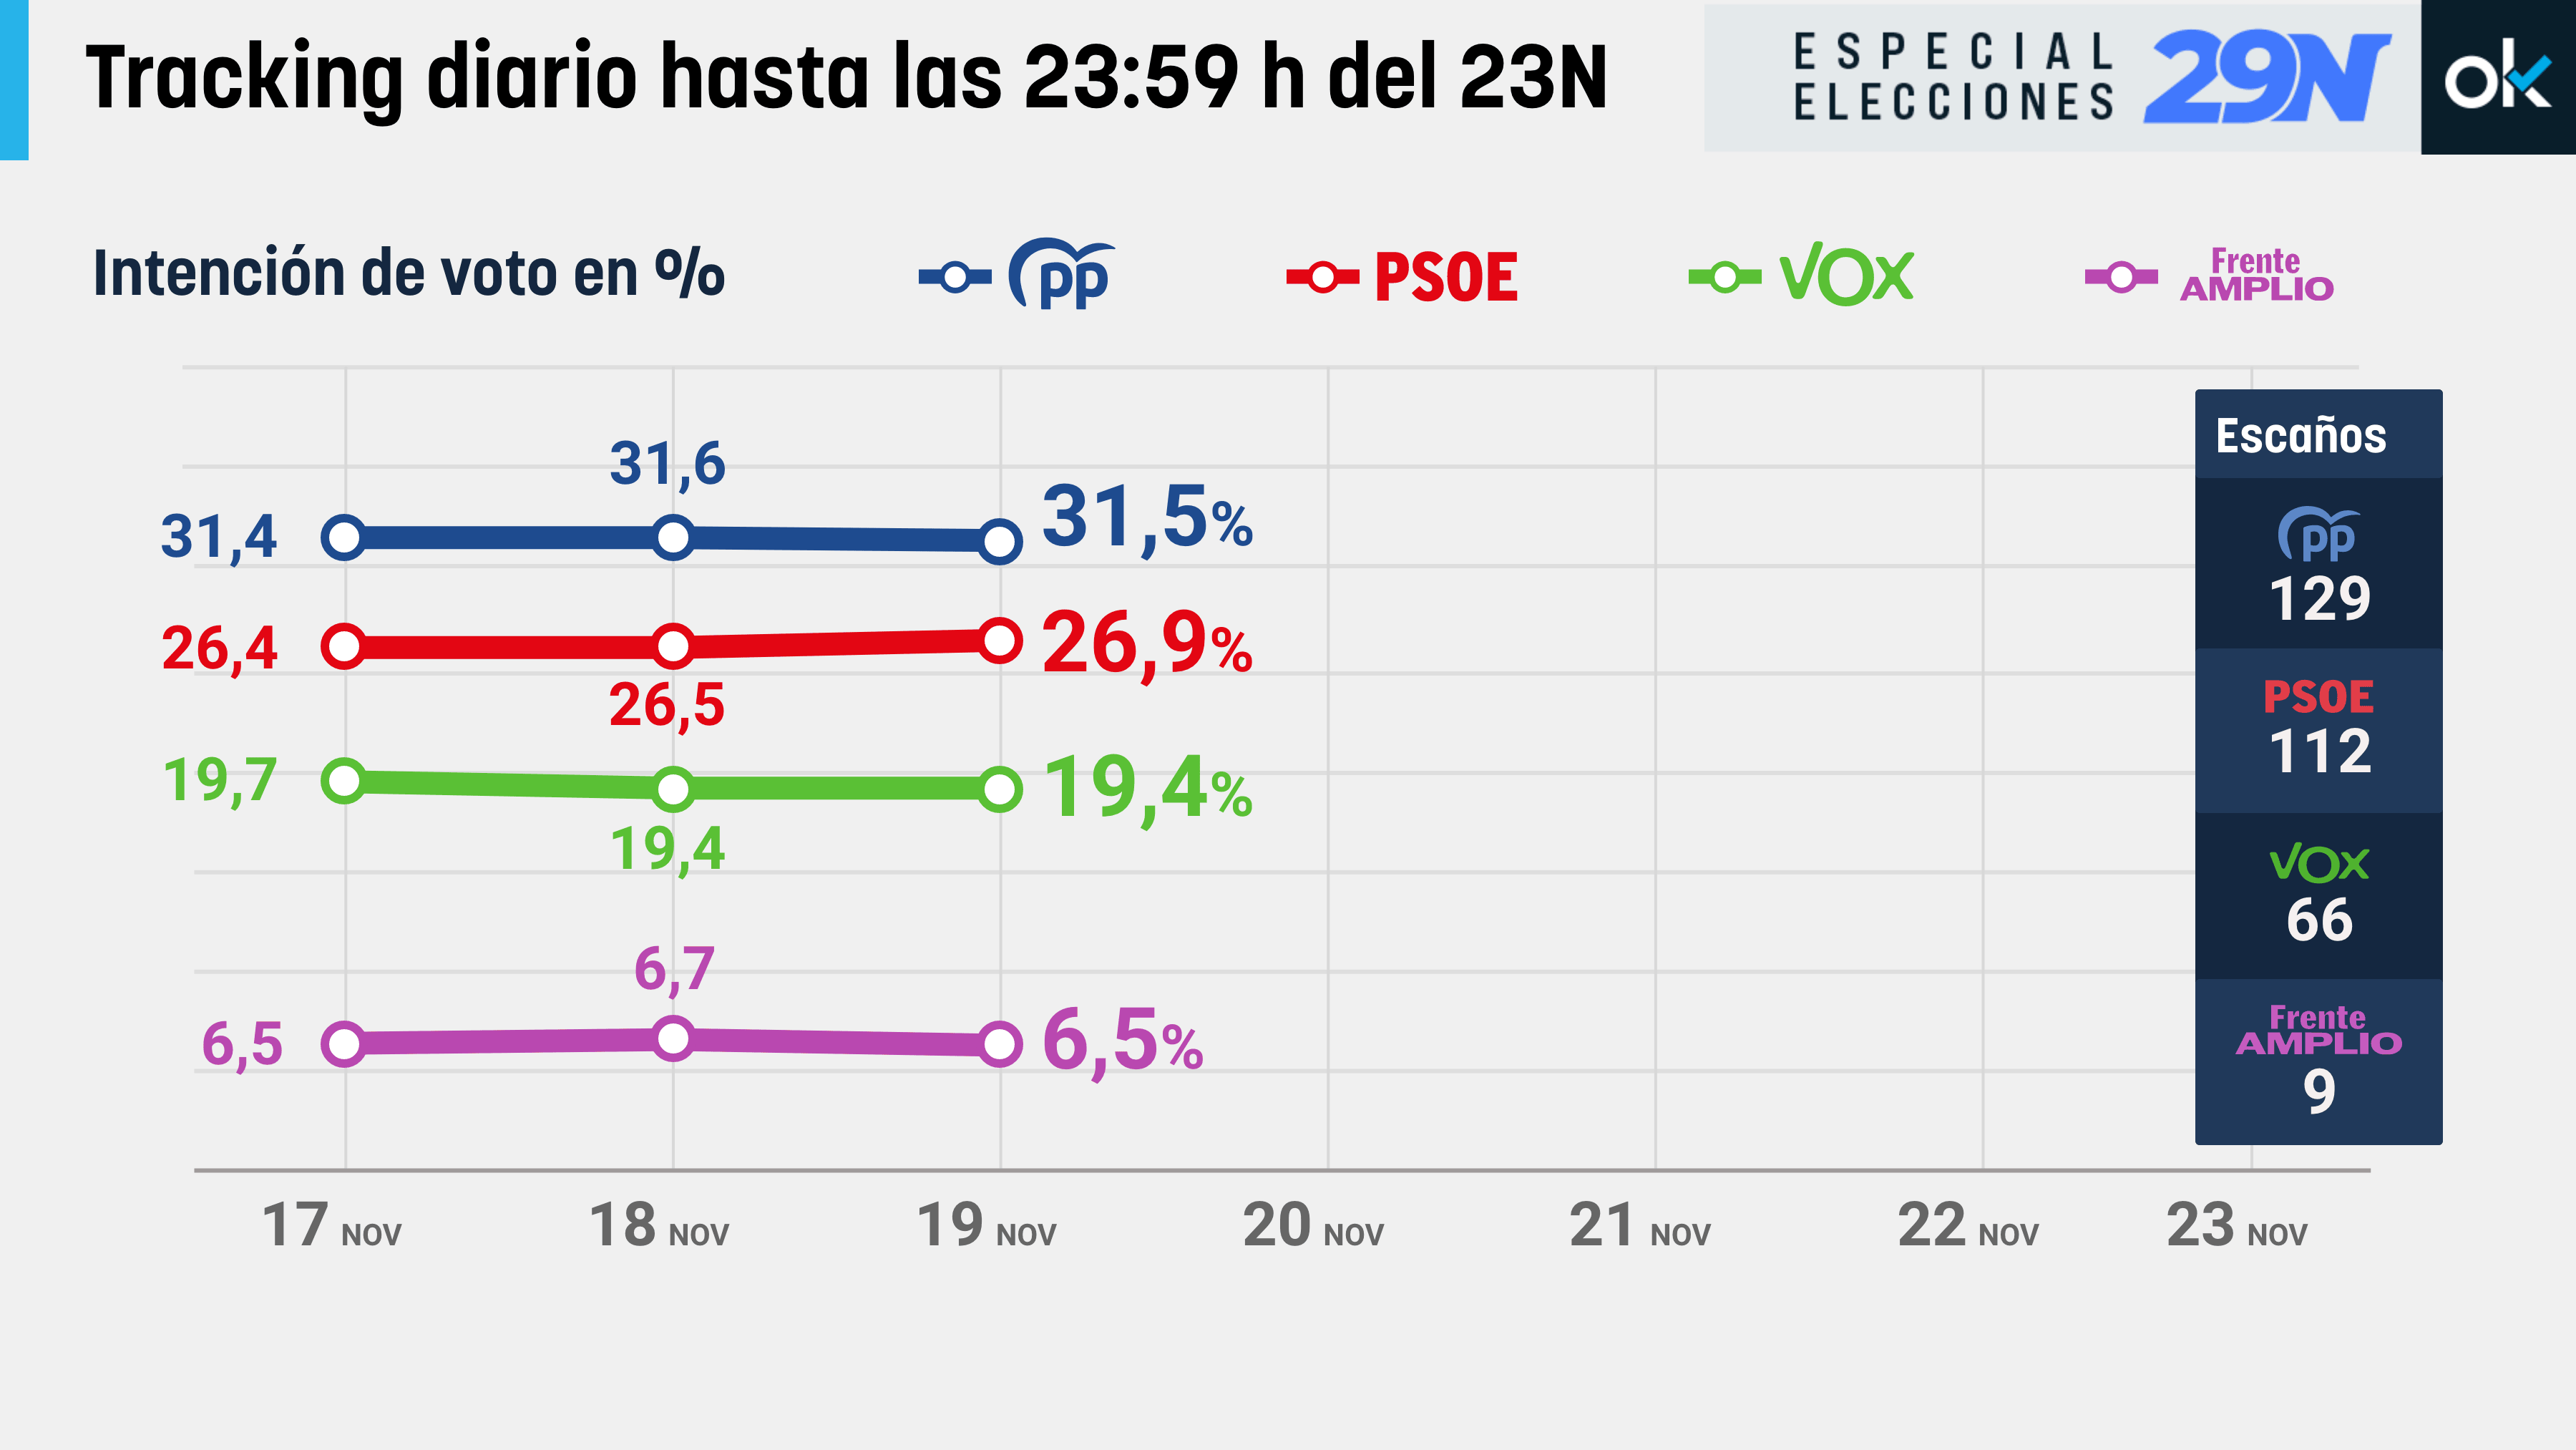 Tracking diario hasta las 23:59 h del 23N
ESPECIAL
ELECCIONES
29N
ok
Intención de voto en %
pp
PSOE
VOX
Frente
AMPLIO
31,4
31,6
31,5%
26,4
26,5
26,9%
19,7
19,4
19,4%
6,5
6,7
6,5%
Escaños
pp
129
PSOE
112
VOX
66
Frente
AMPLIO
9
17 NOV
18 NOV
19 NOV
20 NOV
21 NOV
22 NOV
23 NOV